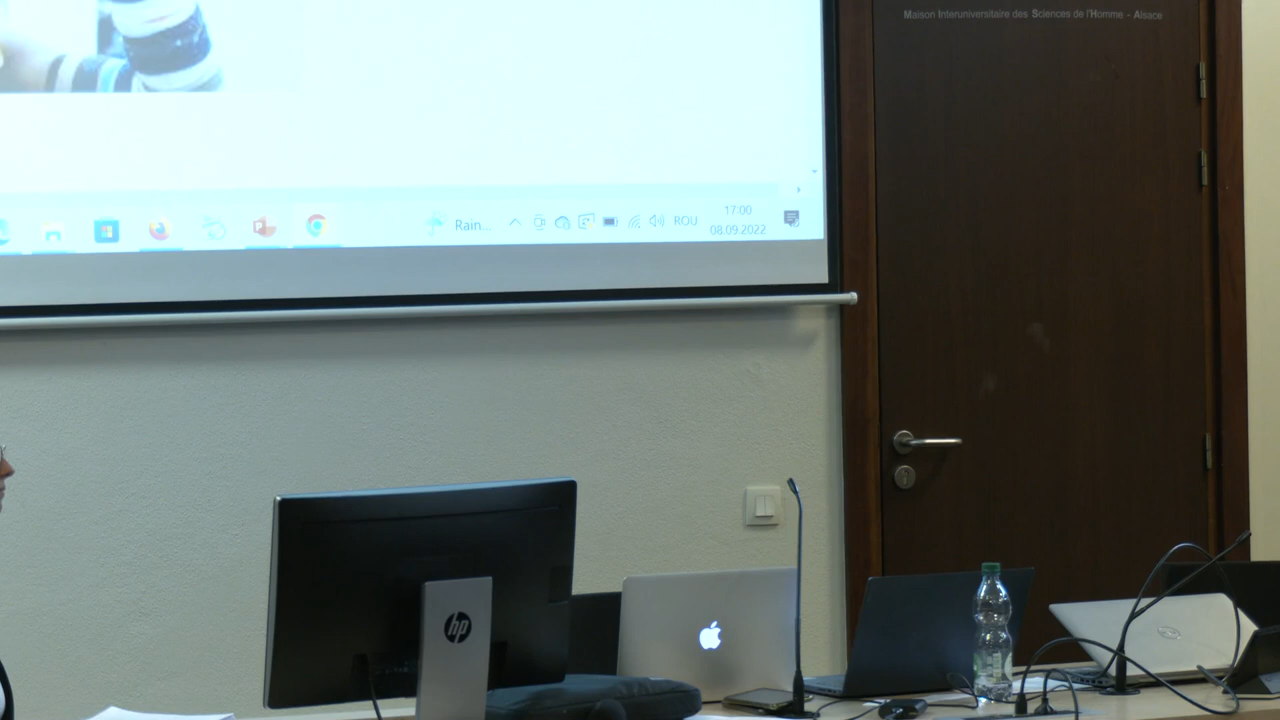 Maison Interuniversitaire des Sciences de l'Homme - Alsace
Rain...
ROU
17:00
08.09.2022
hp